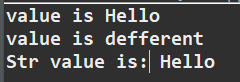 value is Hello
value is defferent
Str value is: Hello